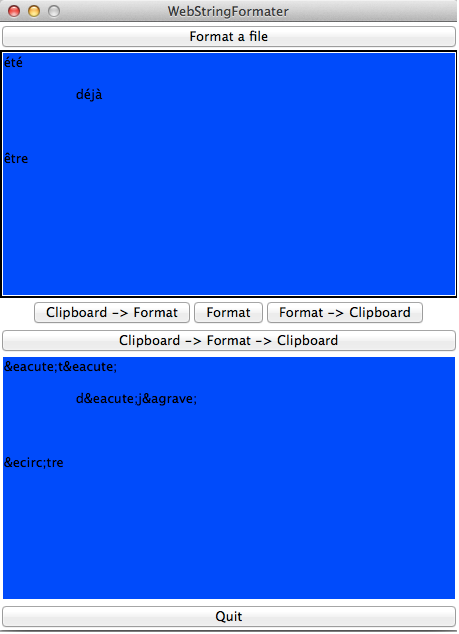 WebStringFormater
Format a file
été
déjà
être
Clipboard -> Format Format Format -> Clipboard
Clipboard -> Format -> Clipboard
&eacute;t&eacute;
d&eacute;j&agrave;
&ecirc;tre
Quit